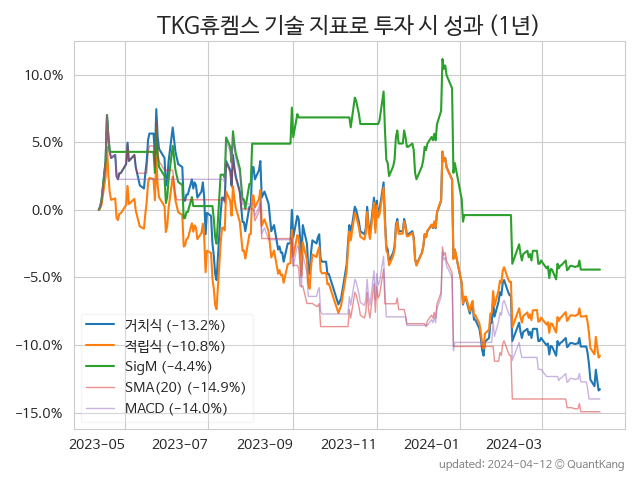 TKG휴켐스 기술 지표로 투자 시 성과 (1년)
10.0%
5.0%
0.0%
−5.0%
−10.0%
−15.0%
거치식 (−13.2%)
적립식 (−10.8%)
SigM (−4.4%)
SMA(20) (−14.9%)
MACD (−14.0%)
2023-05
2023-07
2023-09
2023-11
2024-01
2024-03
updated: 2024-04-12 © QuantKang